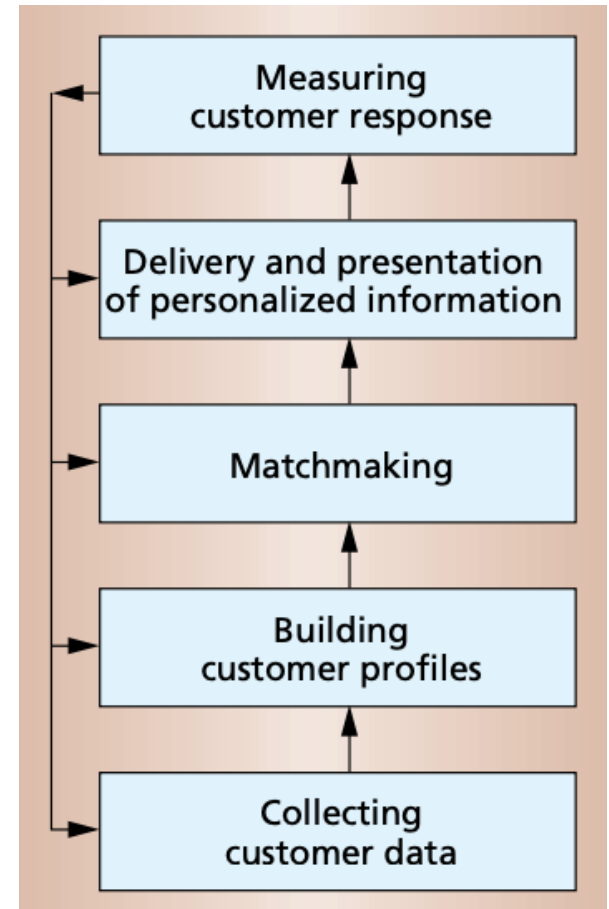 Measuring
customer response
Delivery and presentation
of personalized information
Matchmaking
Building
customer profiles
Collecting
customer data